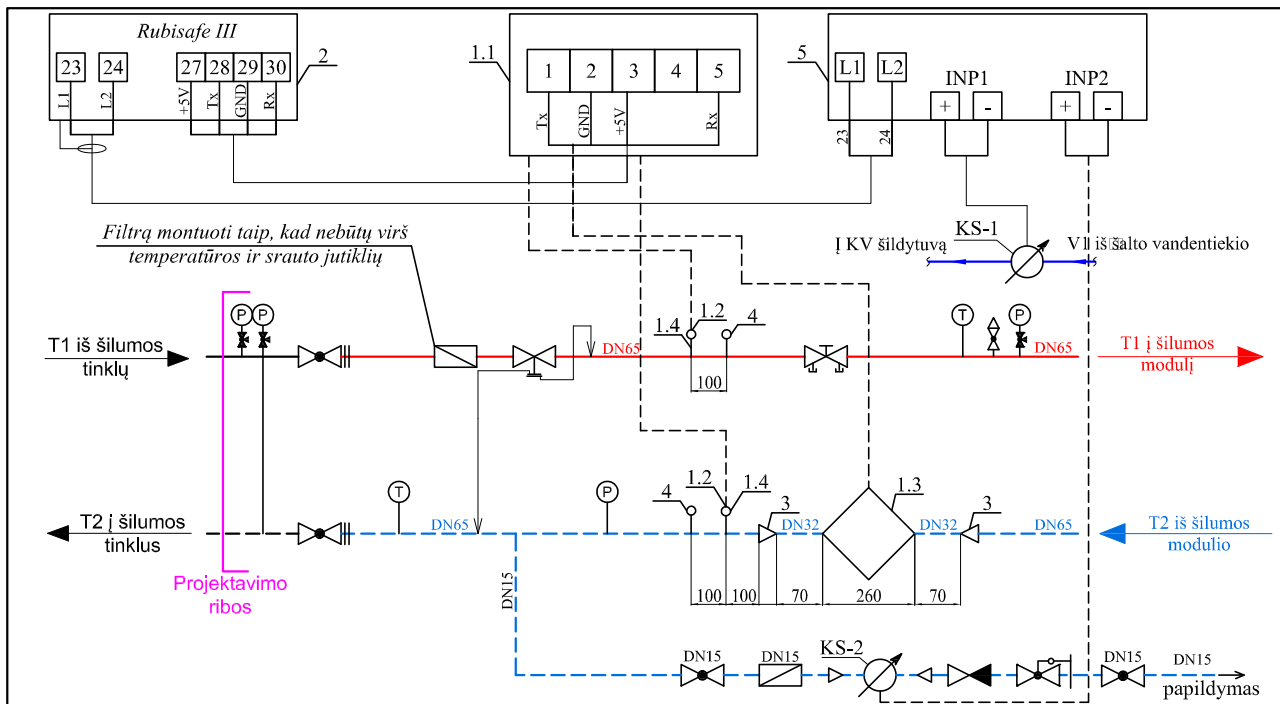 Rubisafe III
23 24 27 28 29 30
L1 L2 +5V Tx GND Rx
2
1.1
1 2 3 4 5
Tx GND +5V Rx
5
L1 L2 INP1 INP2
+ - + -
23 24
Filtrą montuoti taip, kad nebūtų virš
temperatūros ir srauto jutiklių
KS-1
Į KV šildytuvą
V1 iš šalto vandentiekio
P P
1.2
1.4
4
T P
T1 iš šilumos
tinklų
DN65
DN65
T1 į šilumos
modulį
100
T P
4
1.2
1.4
3
1.3
3
T2 į šilumos
tinklus
DN65
DN32
DN32
DN65
T2 iš šilumos
modulio
Projektavimo
ribos
DN15
100 100 70 260 70
DN15
DN15
KS-2
DN15
DN15
papildymas